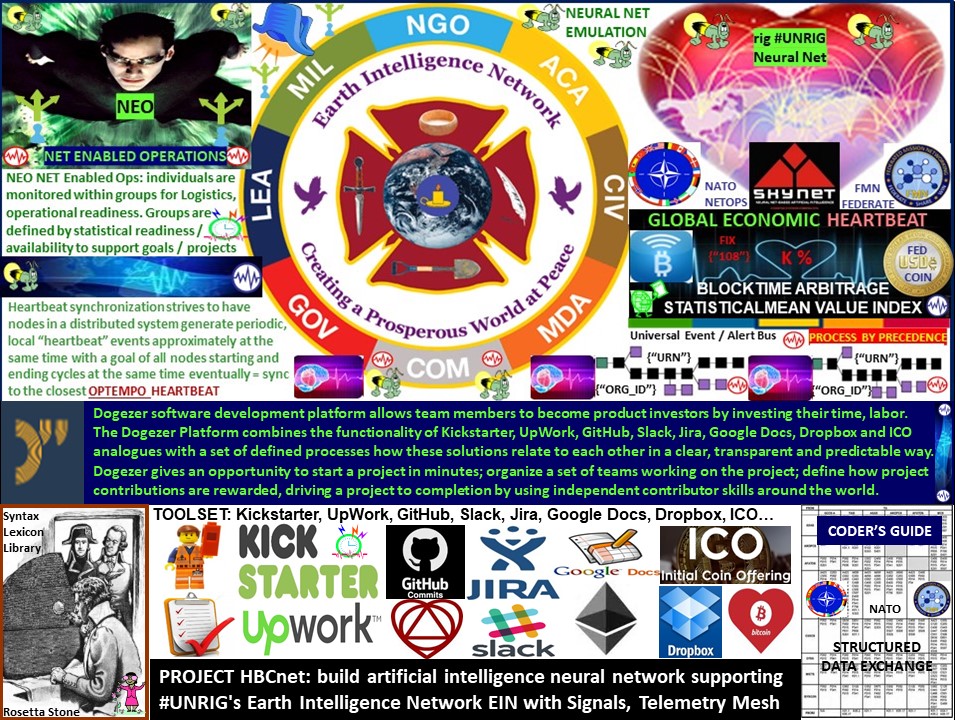 NEO
NET ENABLED OPERATIONS
NEO NET Enabled Ops: individuals are
monitored within groups for Logistics,
operational readiness. Groups are
defined by statistical readiness/
availability to support goals / projects
Heartbeat synchronization strives to have
nodes in a distributed system generate periodic,
local “heartbeat” events approximately at the
same time with a goal of all nodes starting and
ending cycles at the same time eventually = sync
to the closest OPTEMPO HEARTBEAT
NGO
ACA
CIV
MDA
COM
GOV
LEA
MIL
Earth Intelligence Network
Creating a Prosperous World at Peace
NEURAL NET
EMULATION
rig #UNRIG
Neural Net
NATO
NETOPS
SKYNET
NEURAL NET-BASED ARTIFICIAL INTELLIGENCE
FMN
FEDERATE
FMN
GLOBAL ECONOMIC HEARTBEAT
FIX
{“108”}
K %
FED
USD¢
COIN
BLOCKTIME ARBITRAGE
STATISTICALMEAN VALUE INDEX
Universal Event / Alert Bus
PROCESS BY PRECEDENCE
{“URN”}
{“ORG_ID”}
{“URN”}
{“ORG_ID”}
Dogezer software development platform allows team members to become product investors by investing their time, labor.
The Dogezer Platform combines the functionality of Kickstarter, UpWork, GitHub, Slack, Jira, Google Docs, Dropbox and ICO
analogues with a set of defined processes how these solutions relate to each other in a clear, transparent and predictable way.
Dogezer gives an opportunity to start a project in minutes; organize a set of teams working on the project; define how project
contributions are rewarded, driving a project to completion by using independent contributor skills around the world.
Syntax
Lexicon
Library
Rosetta Stone
TOOLSET: Kickstarter, UpWork, GitHub, Slack, Jira, Google Docs, Dropbox, ICO…
KICK
STARTER
GitHub
Commits
JIRA
Google Docs
ICO
Initial Coin Offering
upwork™
slack
Dropbox
bitcoin
CODER’S GUIDE
NATO
STRUCTURED
DATA EXCHANGE
PROJECT HBCnet: build artificial intelligence neural network supporting
#UNRIG's Earth Intelligence Network EIN with Signals, Telemetry Mesh